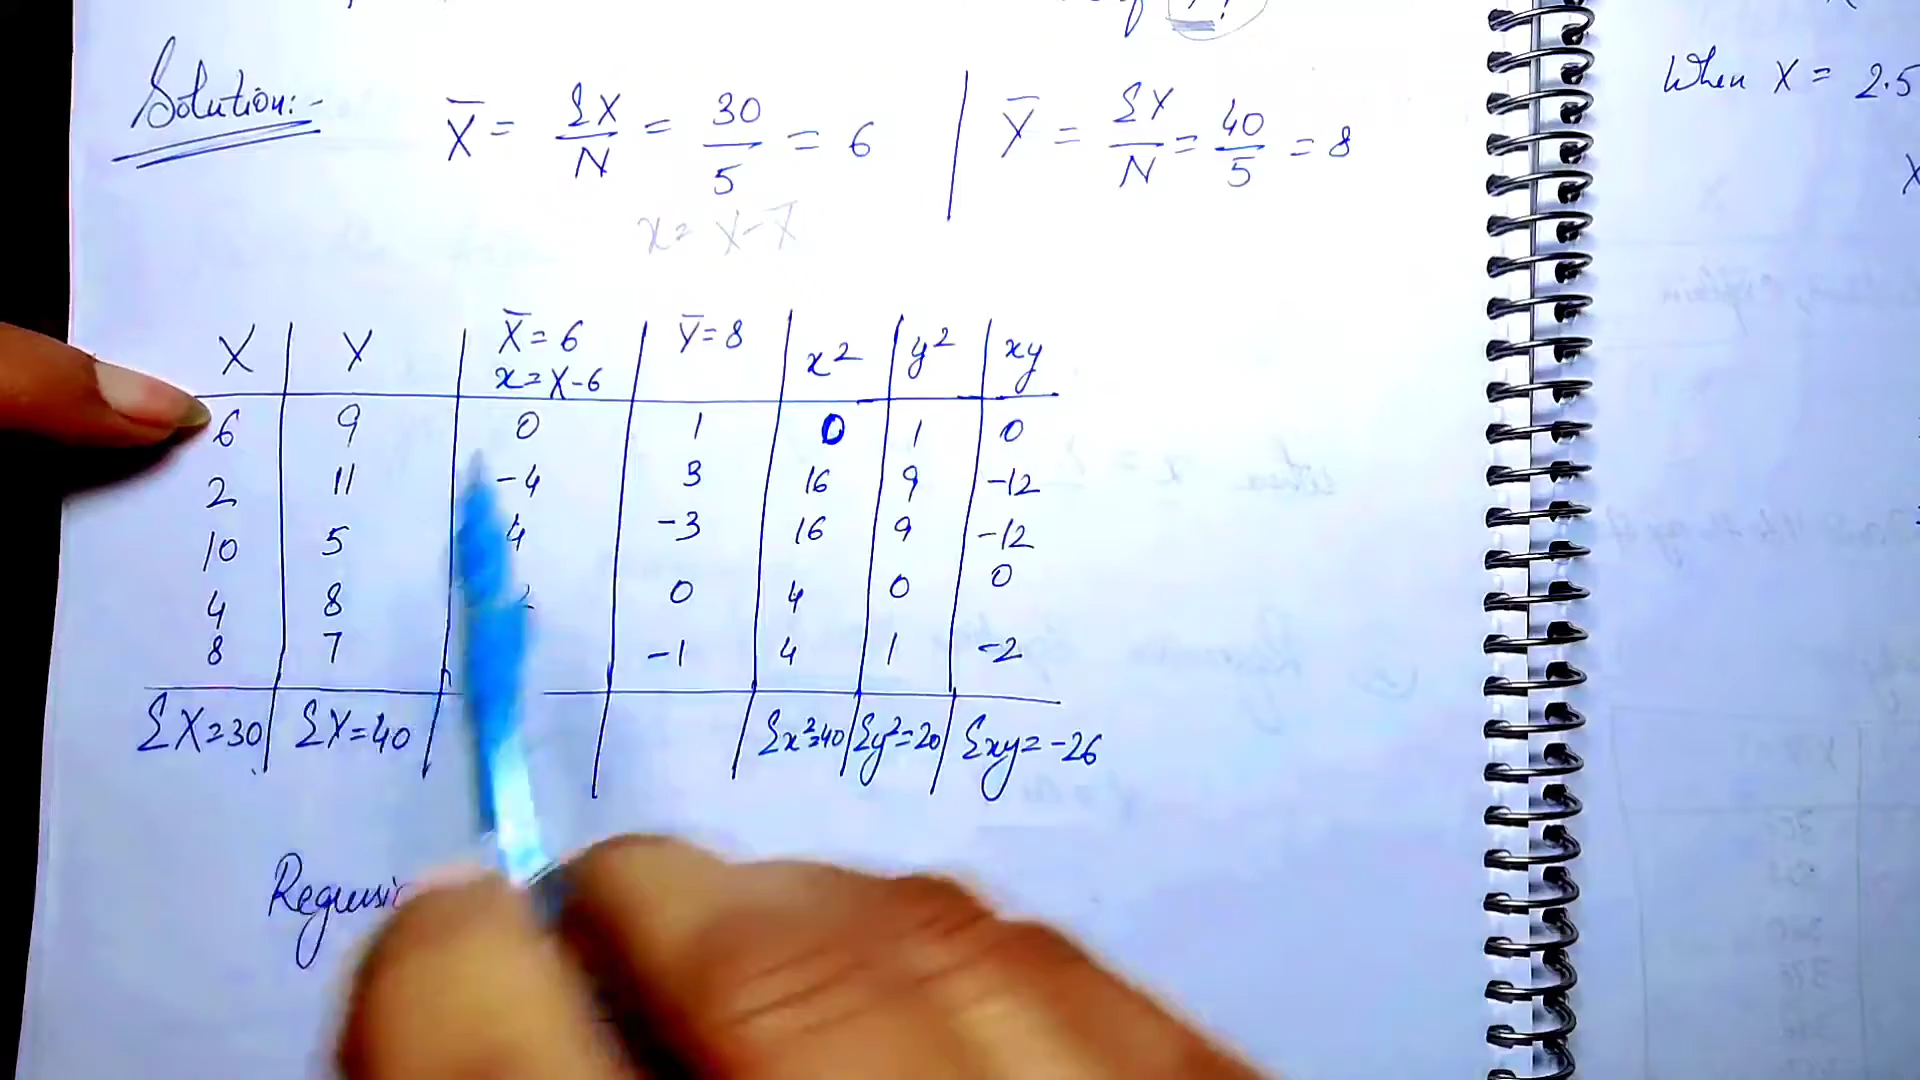 Solution:-
X̄ = ΣX/N = 30/5 = 6 | Ȳ = ΣY/N = 40/5 = 8
x = X-X̄
X | Y | X̄=6 x=X-6 | Ȳ=8 | x² | y² | xy
6 | 9 | 0 | 1 | 0 | 1 | 0
2 | 11 | -4 | 3 | 16 | 9 | -12
10 | 5 | 4 | -3 | 16 | 9 | -12
4 | 8 | | 0 | 4 | 0 | 0
8 | 7 | | -1 | 4 | 1 | -2
ΣX=30 | ΣY=40 | | | Σx²=40 | Σy²=20 | Σxy=-26
When X = 2.5
X